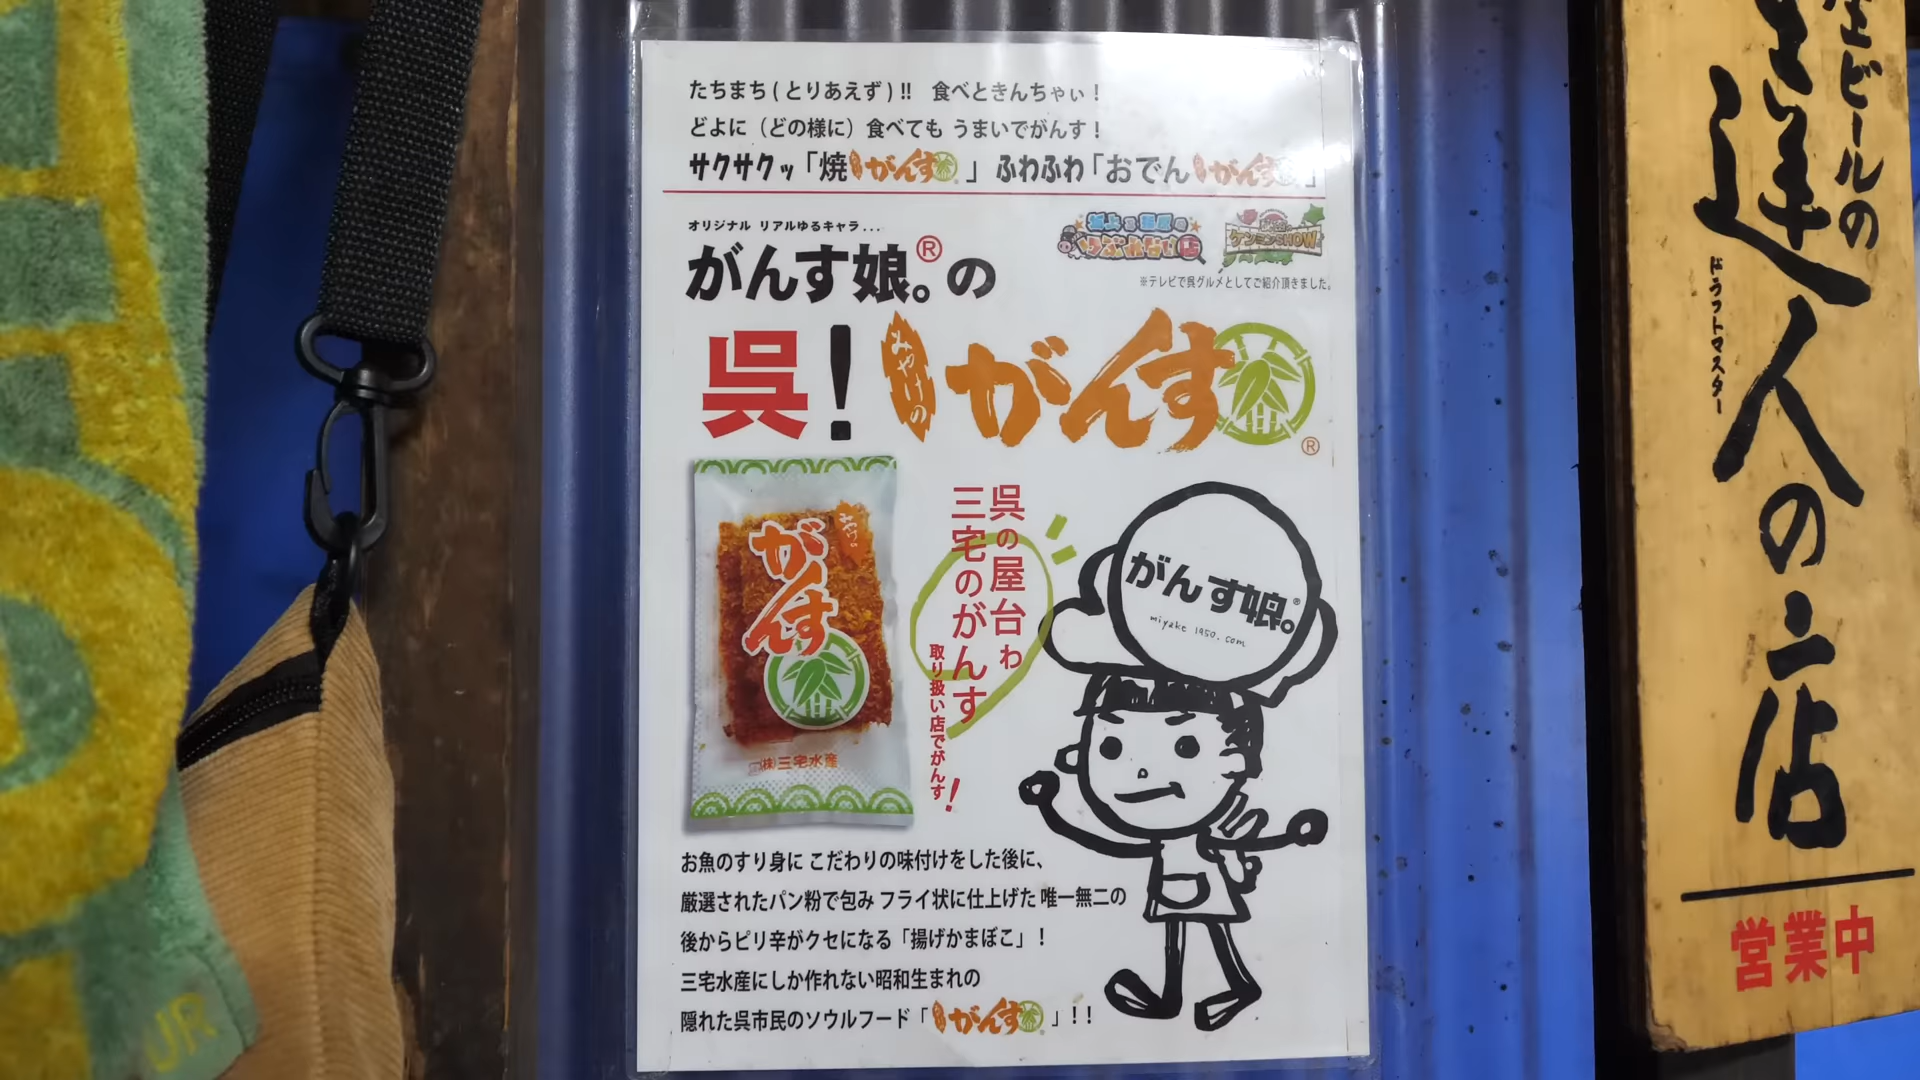 たちまち(とりあえず)!! 食べときんちゃい!
どよに(どの様に)食べても うまいでがんす!
サクサクッ「焼がんす」 ふわふわ「おでんがんす」
オリジナル リアルゆるキャラ...
がんす娘。®の
ケンミンSHOW
※テレビで呉グルメとしてご紹介頂きました。
呉! みやけの がんす ®
みやけの
がんす
(株)三宅水産
呉の屋台わ
三宅のがんす
取り扱い店でがんす!
がんす娘。®
miyake 1950.com
お魚のすり身に こだわりの味付けをした後に、
厳選されたパン粉で包み フライ状に仕上げた 唯一無二の
後からピリ辛がクセになる「揚げかまぼこ」!
三宅水産にしか作れない昭和生まれの
隠れた呉市民のソウルフード「がんす」!!
生ビールの
達人の店
ドラフトマスター
営業中
UR